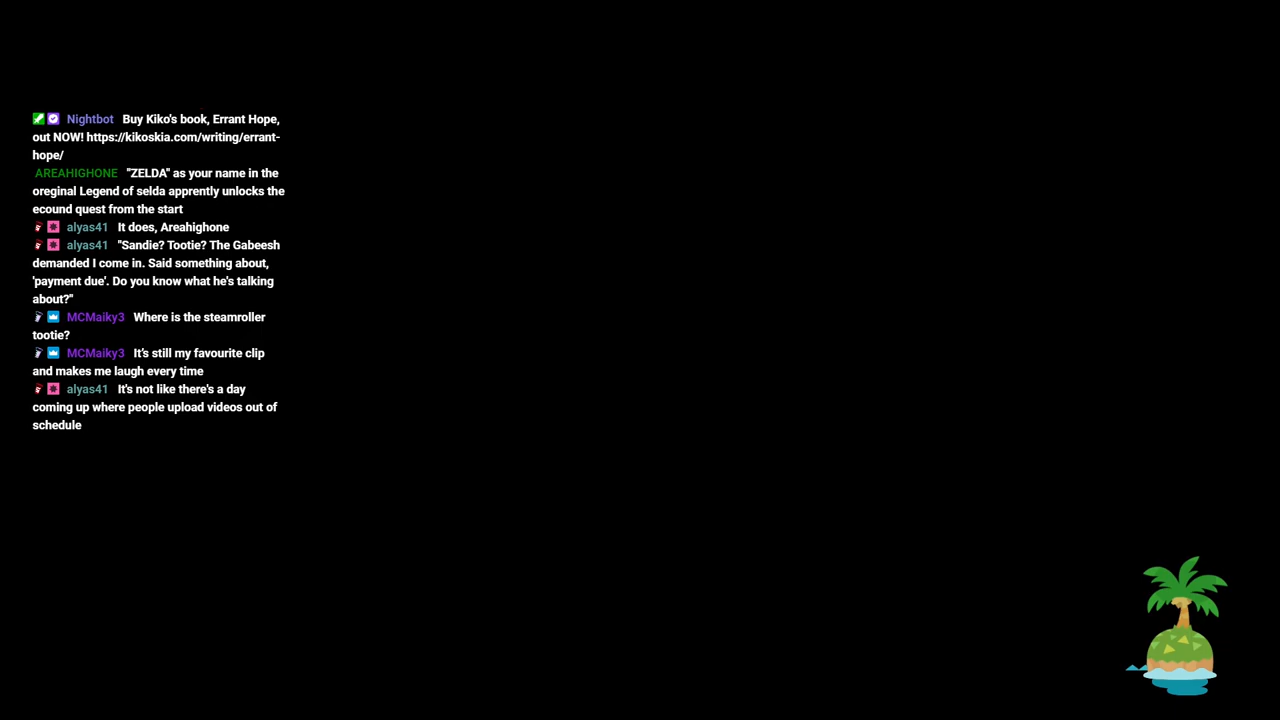 Nightbot Buy Kiko's book, Errant Hope,
out NOW! https://kikoskia.com/writing/errant-
hope/
AREAHIGHONE "ZELDA" as your name in the
oreginal Legend of selda apprently unlocks the
ecound quest from the start
alyas41 It does, Areahighone
alyas41 "Sandie? Tootie? The Gabeesh
demanded I come in. Said something about,
'payment due'. Do you know what he's talking
about?"
MCMaiky3 Where is the steamroller
tootie?
MCMaiky3 It's still my favourite clip
and makes me laugh every time
alyas41 It's not like there's a day
coming up where people upload videos out of
schedule